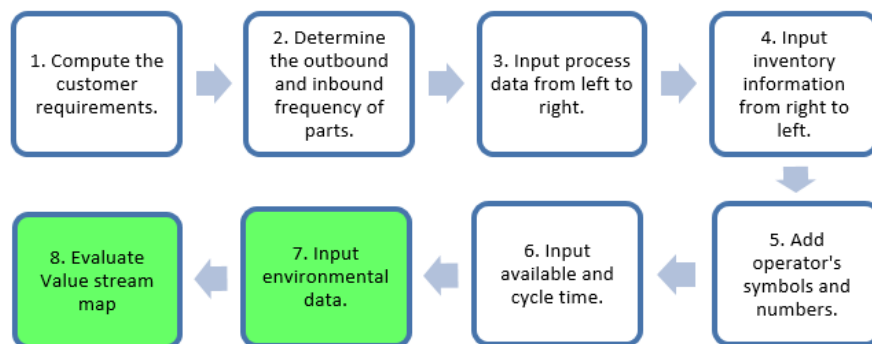 1. Compute the
customer
requirements.
2. Determine
the outbound
and inbound
frequency of
parts.
3. Input process
data from left to
right.
4. Input
inventory
information
from right to
left.
5. Add
operator's
symbols and
numbers.
6. Input
available and
cycle time.
7. Input
environmental
data.
8. Evaluate
Value stream
map